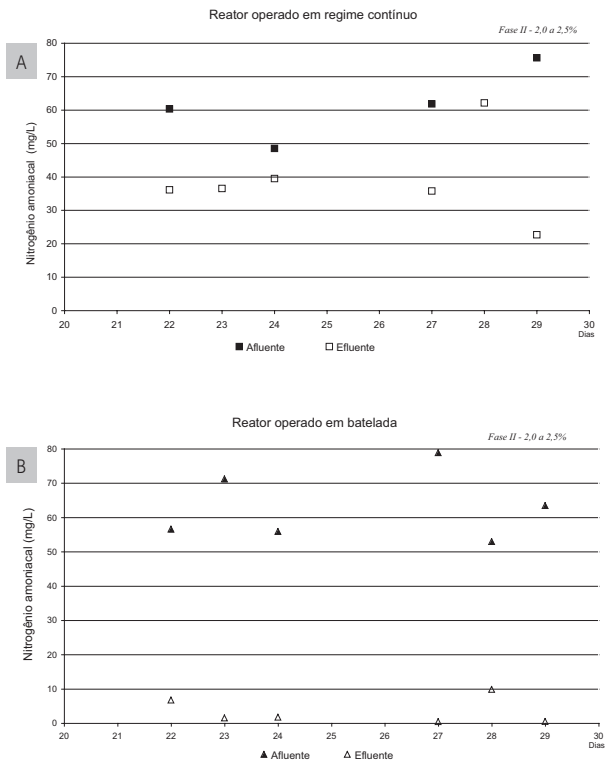 Reator operado em regime contínuo
Fase II - 2,0 a 2,5%
A
Nitrogênio amoniacal (mg/L)
80
70
60
50
40
30
20
10
0
20 21 22 23 24 25 26 27 28 29 30
Dias
Afluente Efluente
Reator operado em batelada
Fase II - 2,0 a 2,5%
B
Nitrogênio amoniacal (mg/L)
80
70
60
50
40
30
20
10
0
20 21 22 23 24 25 26 27 28 29 30
Dias
Afluente Efluente